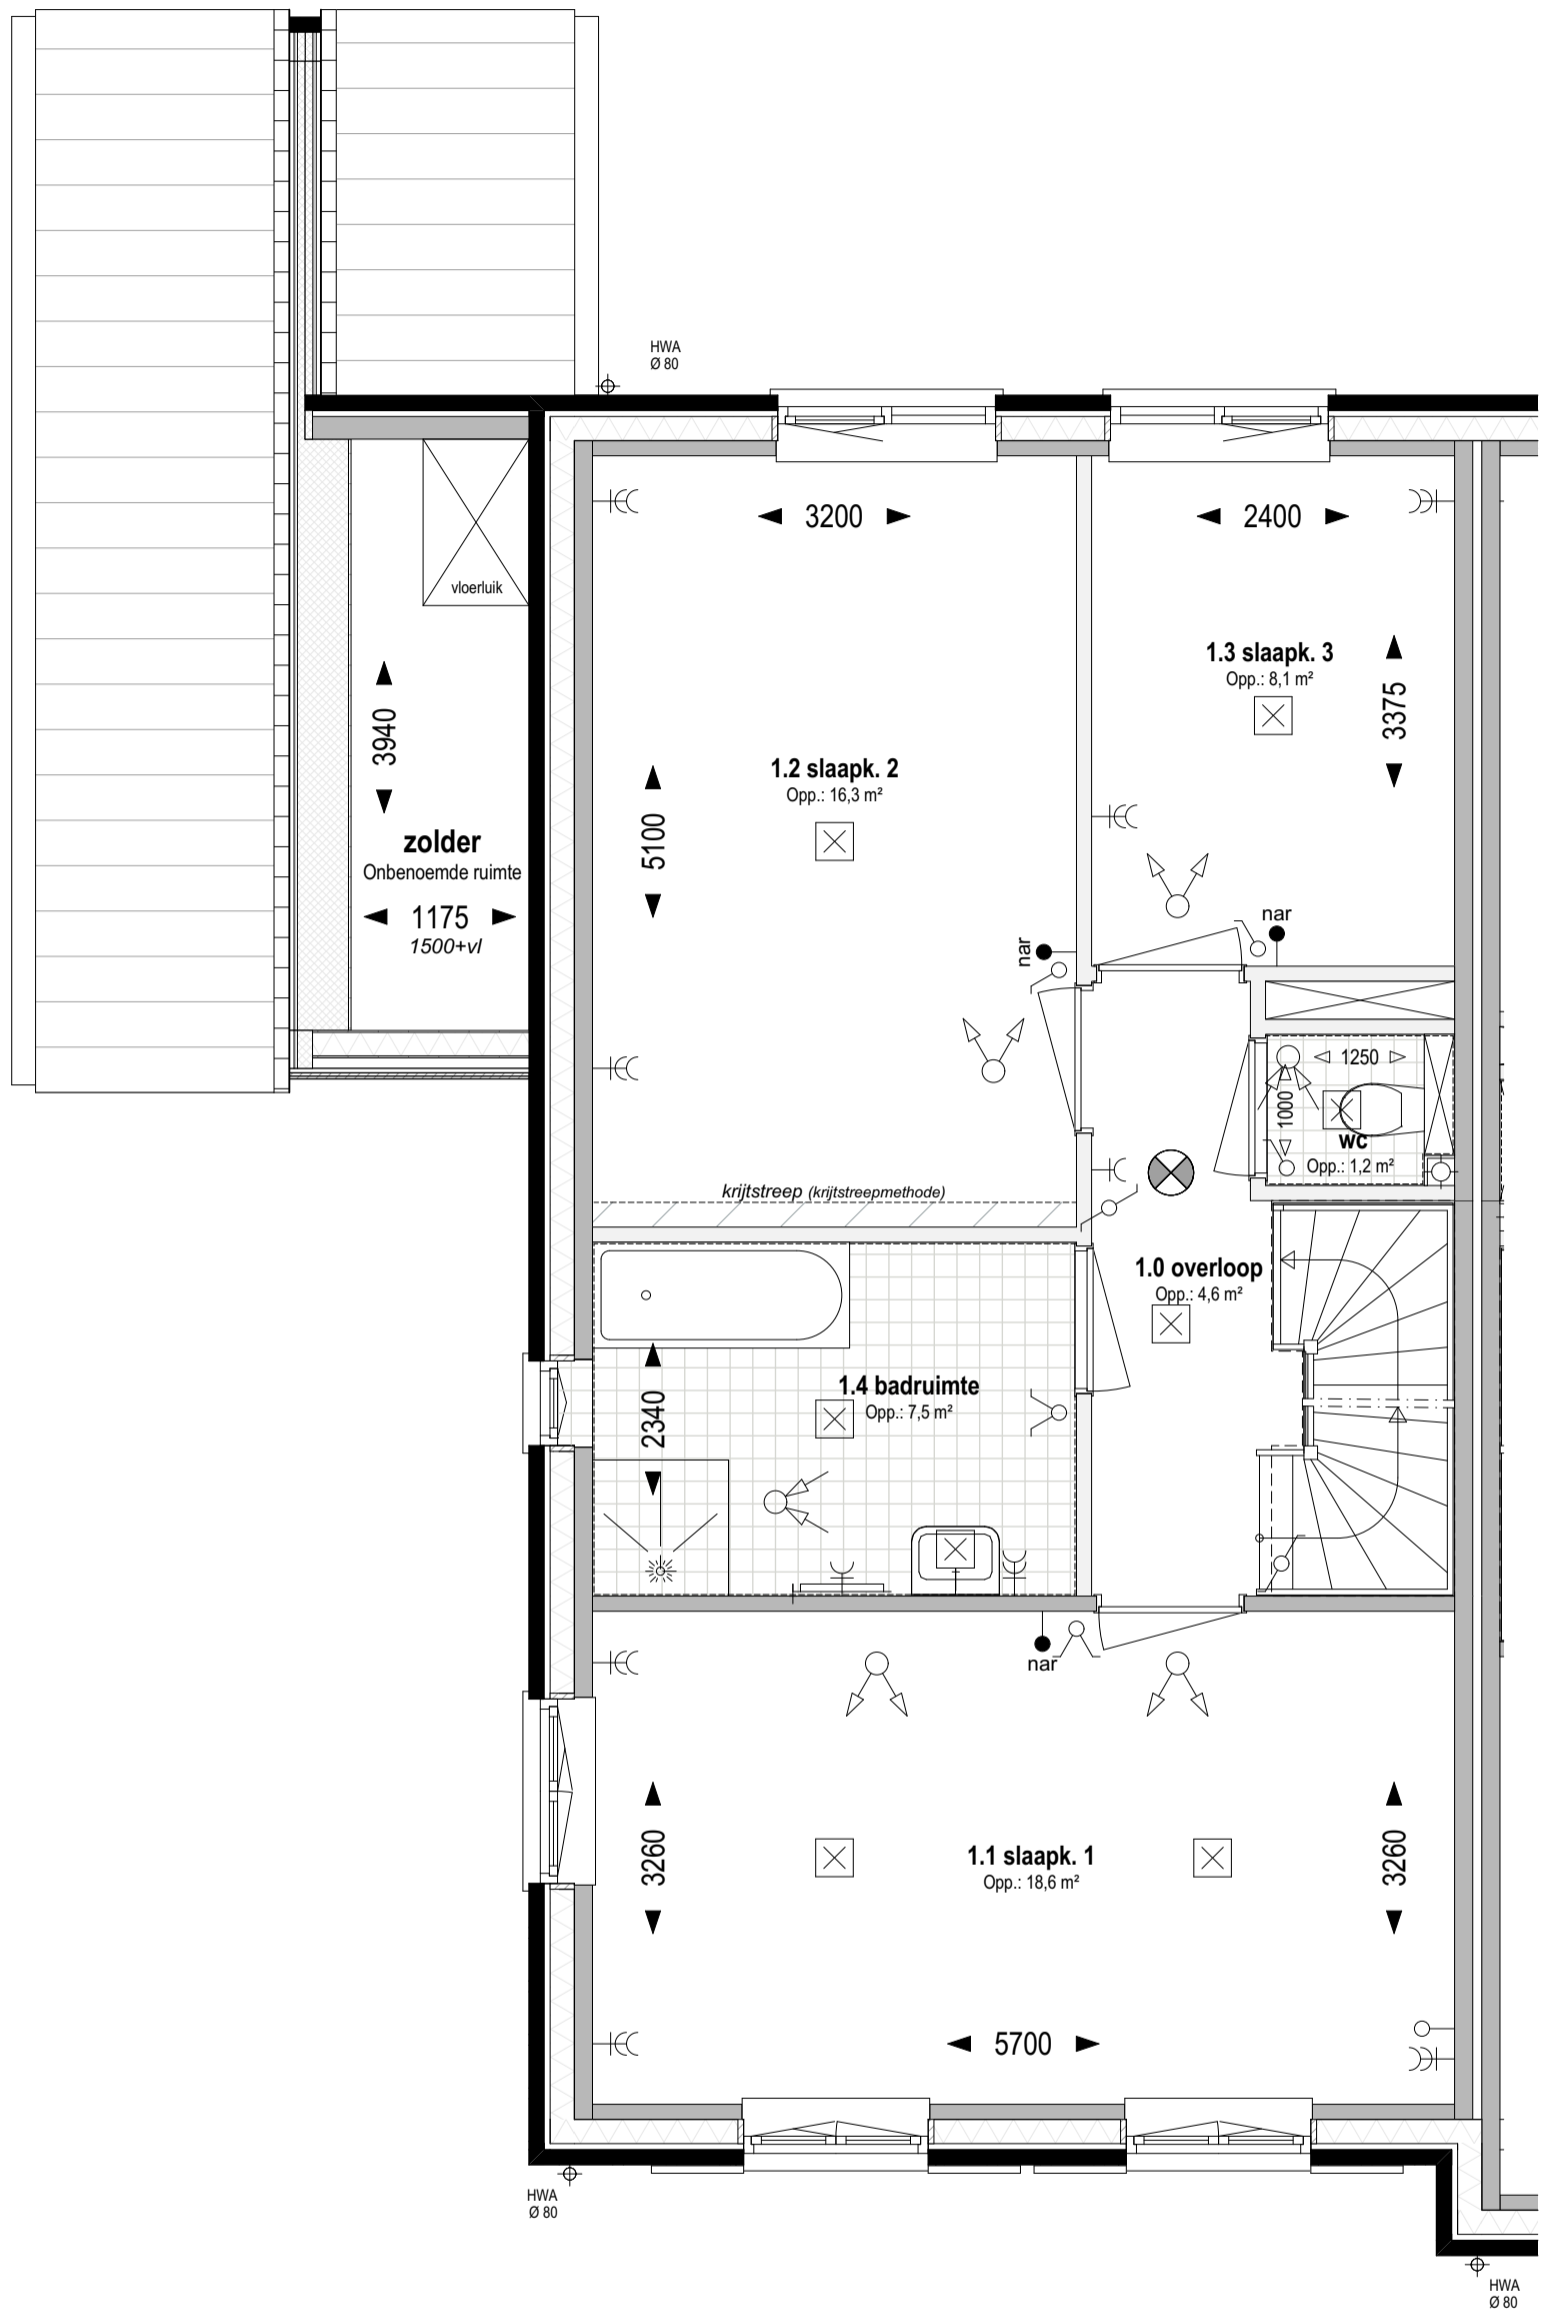 HWA
Ø 80
3200
2400
vloerluik
1.3 slaapk. 3
Opp.: 8,1 m²
3375
3940
1.2 slaapk. 2
Opp.: 16,3 m²
5100
zolder
Onbenoemde ruimte
1175
1500+vl
nar
nar
1250
1000
wc
Opp.: 1,2 m²
krijtstreep (krijtstreepmethode)
1.0 overloop
Opp.: 4,6 m²
1.4 badruimte
Opp.: 7,5 m²
2340
nar
1.1 slaapk. 1
Opp.: 18,6 m²
3260
3260
5700
HWA
Ø 80
HWA
Ø 80